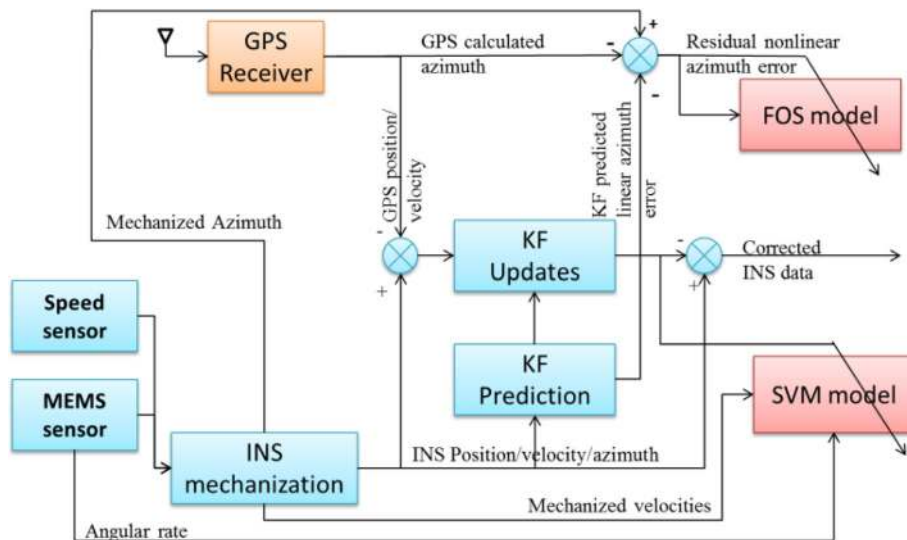 GPS
Receiver
GPS calculated
azimuth
+
-
-
Residual nonlinear
azimuth error
FOS model
GPS position/
velocity
KF predicted
linear azimuth
error
Mechanized Azimuth
-
+
KF
Updates
-
+
Corrected
INS data
Speed
sensor
MEMS
sensor
KF
Prediction
SVM model
INS
mechanization
INS Position/velocity/azimuth
Mechanized velocities
Angular rate